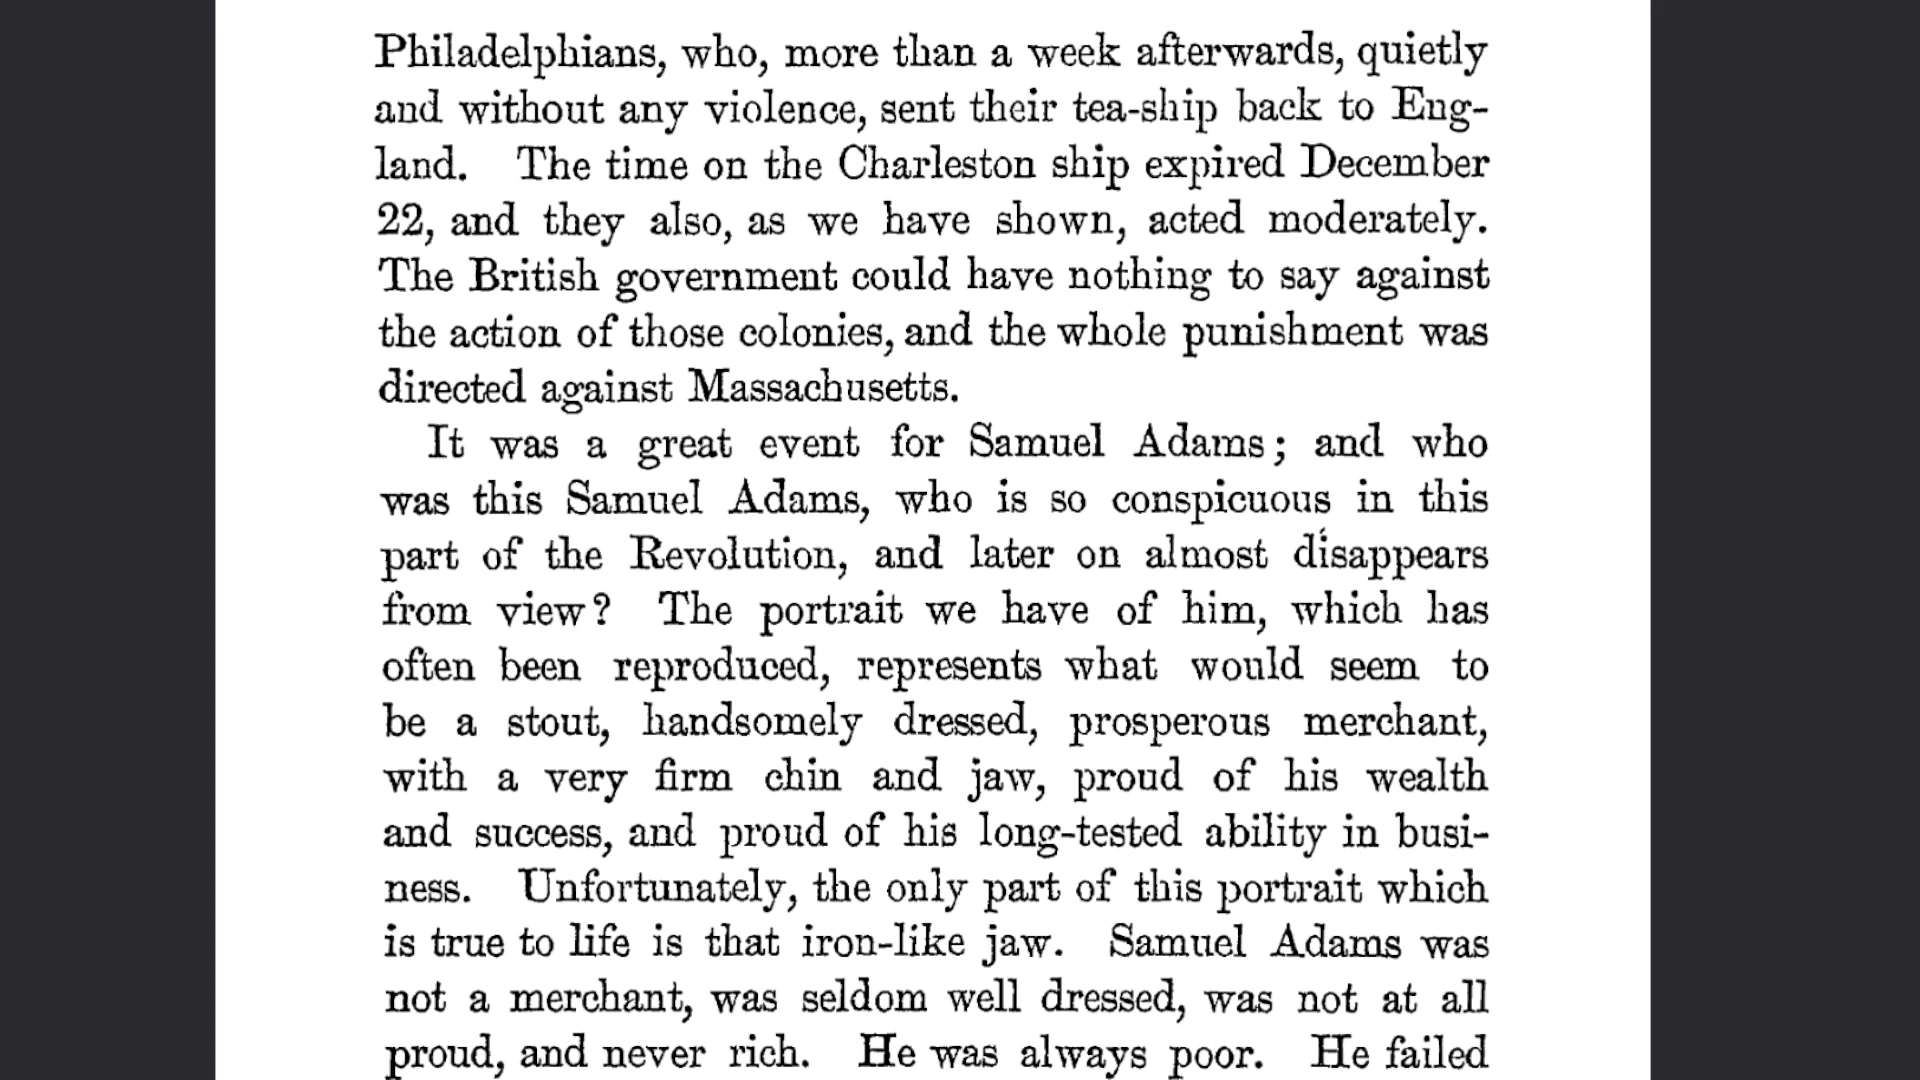 Philadelphians, who, more than a week afterwards, quietly
and without any violence, sent their tea-ship back to Eng-
land. The time on the Charleston ship expired December
22, and they also, as we have shown, acted moderately.
The British government could have nothing to say against
the action of those colonies, and the whole punishment was
directed against Massachusetts.
It was a great event for Samuel Adams; and who
was this Samuel Adams, who is so conspicuous in this
part of the Revolution, and later on almost disappears
from view? The portrait we have of him, which has
often been reproduced, represents what would seem to
be a stout, handsomely dressed, prosperous merchant,
with a very firm chin and jaw, proud of his wealth
and success, and proud of his long-tested ability in busi-
ness. Unfortunately, the only part of this portrait which
is true to life is that iron-like jaw. Samuel Adams was
not a merchant, was seldom well dressed, was not at all
proud, and never rich. He was always poor. He failed